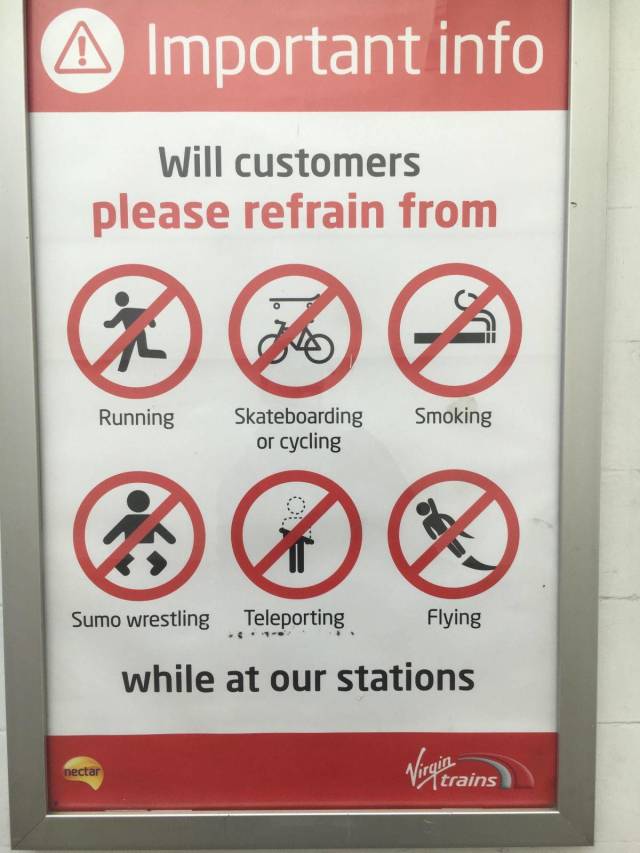 Important info
Will customers
please refrain from
Running
Skateboarding
or cycling
Smoking
Sumo wrestling
Teleporting
Flying
while at our stations
nectar
Virgin
trains